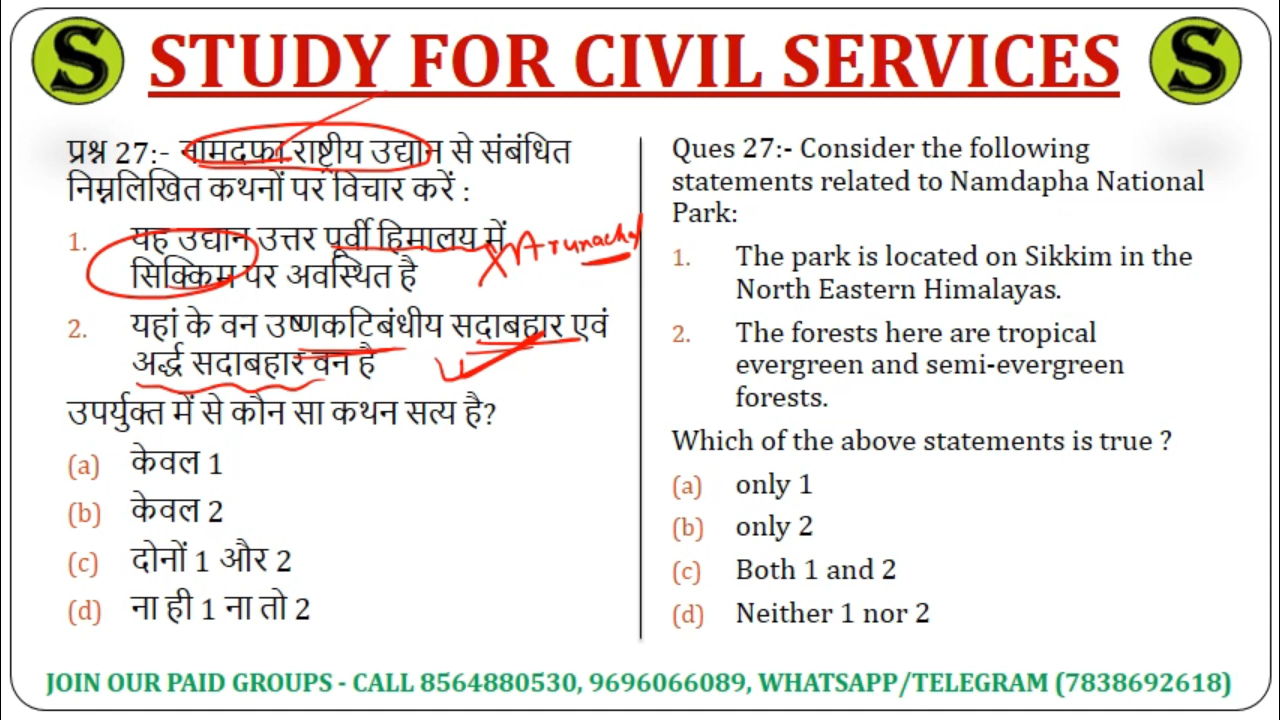 S
STUDY FOR CIVIL SERVICES
S
प्रश्न 27:- नामदफा राष्ट्रीय उद्यान से संबंधित
निम्नलिखित कथनों पर विचार करें :
1. यह उद्यान उत्तर पूर्वी हिमालय में
सिक्किम पर अवस्थित है
Arunachal
2. यहां के वन उष्णकटिबंधीय सदाबहार एवं
अर्द्ध सदाबहार वन है
उपर्युक्त में से कौन सा कथन सत्य है?
(a) केवल 1
(b) केवल 2
(c) दोनों 1 और 2
(d) ना ही 1 ना तो 2
Ques 27:- Consider the following
statements related to Namdapha National
Park:
1. The park is located on Sikkim in the
North Eastern Himalayas.
2. The forests here are tropical
evergreen and semi-evergreen
forests.
Which of the above statements is true ?
(a) only 1
(b) only 2
(c) Both 1 and 2
(d) Neither 1 nor 2
JOIN OUR PAID GROUPS - CALL 8564880530, 9696066089, WHATSAPP/TELEGRAM (7838692618)